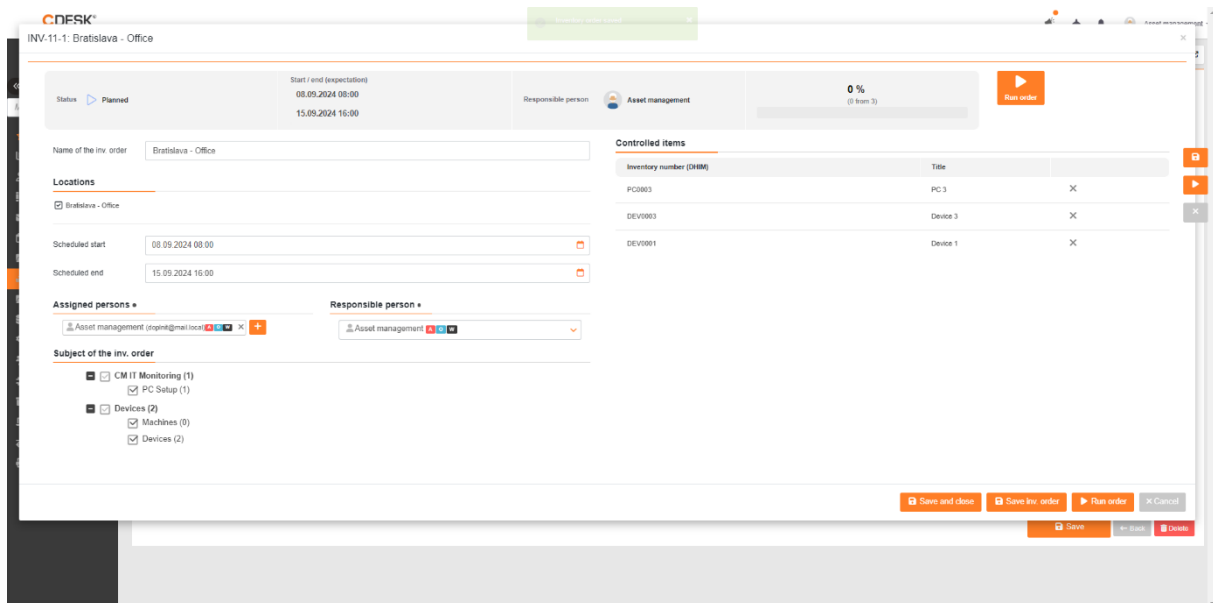 CDESK®
INV-11-1: Bratislava - Office
Asset management
Status Planned
Start / end (expectation)
08.09.2024 08:00
15.09.2024 16:00
Responsible person Asset management
0 %
(0 from 3)
Run order
Name of the inv. order Bratislava - Office
Locations
Bratislava - Office
Scheduled start 08.09.2024 08:00
Scheduled end 15.09.2024 16:00
Assigned persons
Responsible person
Asset management (dopinit@mail.local) A O W
Asset management A O W
Subject of the inv. order
CM IT Monitoring (1)
PC Setup (1)
Devices (2)
Machines (0)
Devices (2)
Controlled items
Inventory number (DHIM) Title
PC0003 PC 3
DEV0003 Device 3
DEV0001 Device 1
Save and close
Save inv. order
Run order
Cancel
Save
Back
Delete